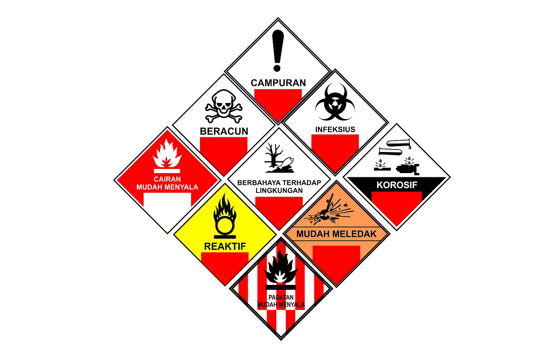 CAMPURAN
BERACUN
INFEKSIUS
CAIRAN
MUDAH MENYALA
BERBAHAYA TERHADAP
LINGKUNGAN
KOROSIF
REAKTIF
MUDAH MELEDAK
PADATAN
MUDAH MENYALA